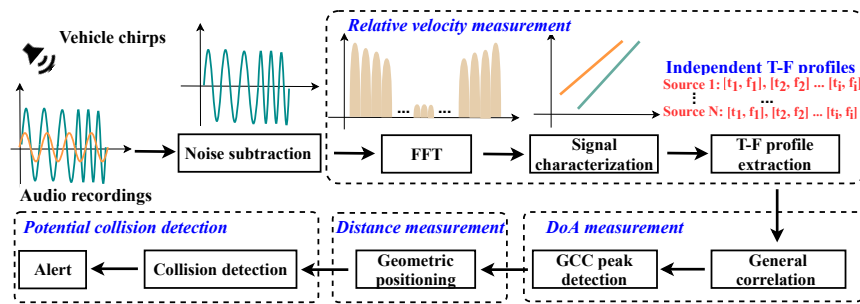 Vehicle chirps
Audio recordings
Noise subtraction
Relative velocity measurement
...
FFT
Signal
characterization
Independent T-F profiles
Source 1: [t1, f1], [t2, f2] ... [ti, fi]
⋮ ...
Source N: [t1, f1], [t2, f2] ... [ti, fi]
T-F profile
extraction
Potential collision detection
Alert
Collision detection
Distance measurement
Geometric
positioning
DoA measurement
GCC peak
detection
General
correlation